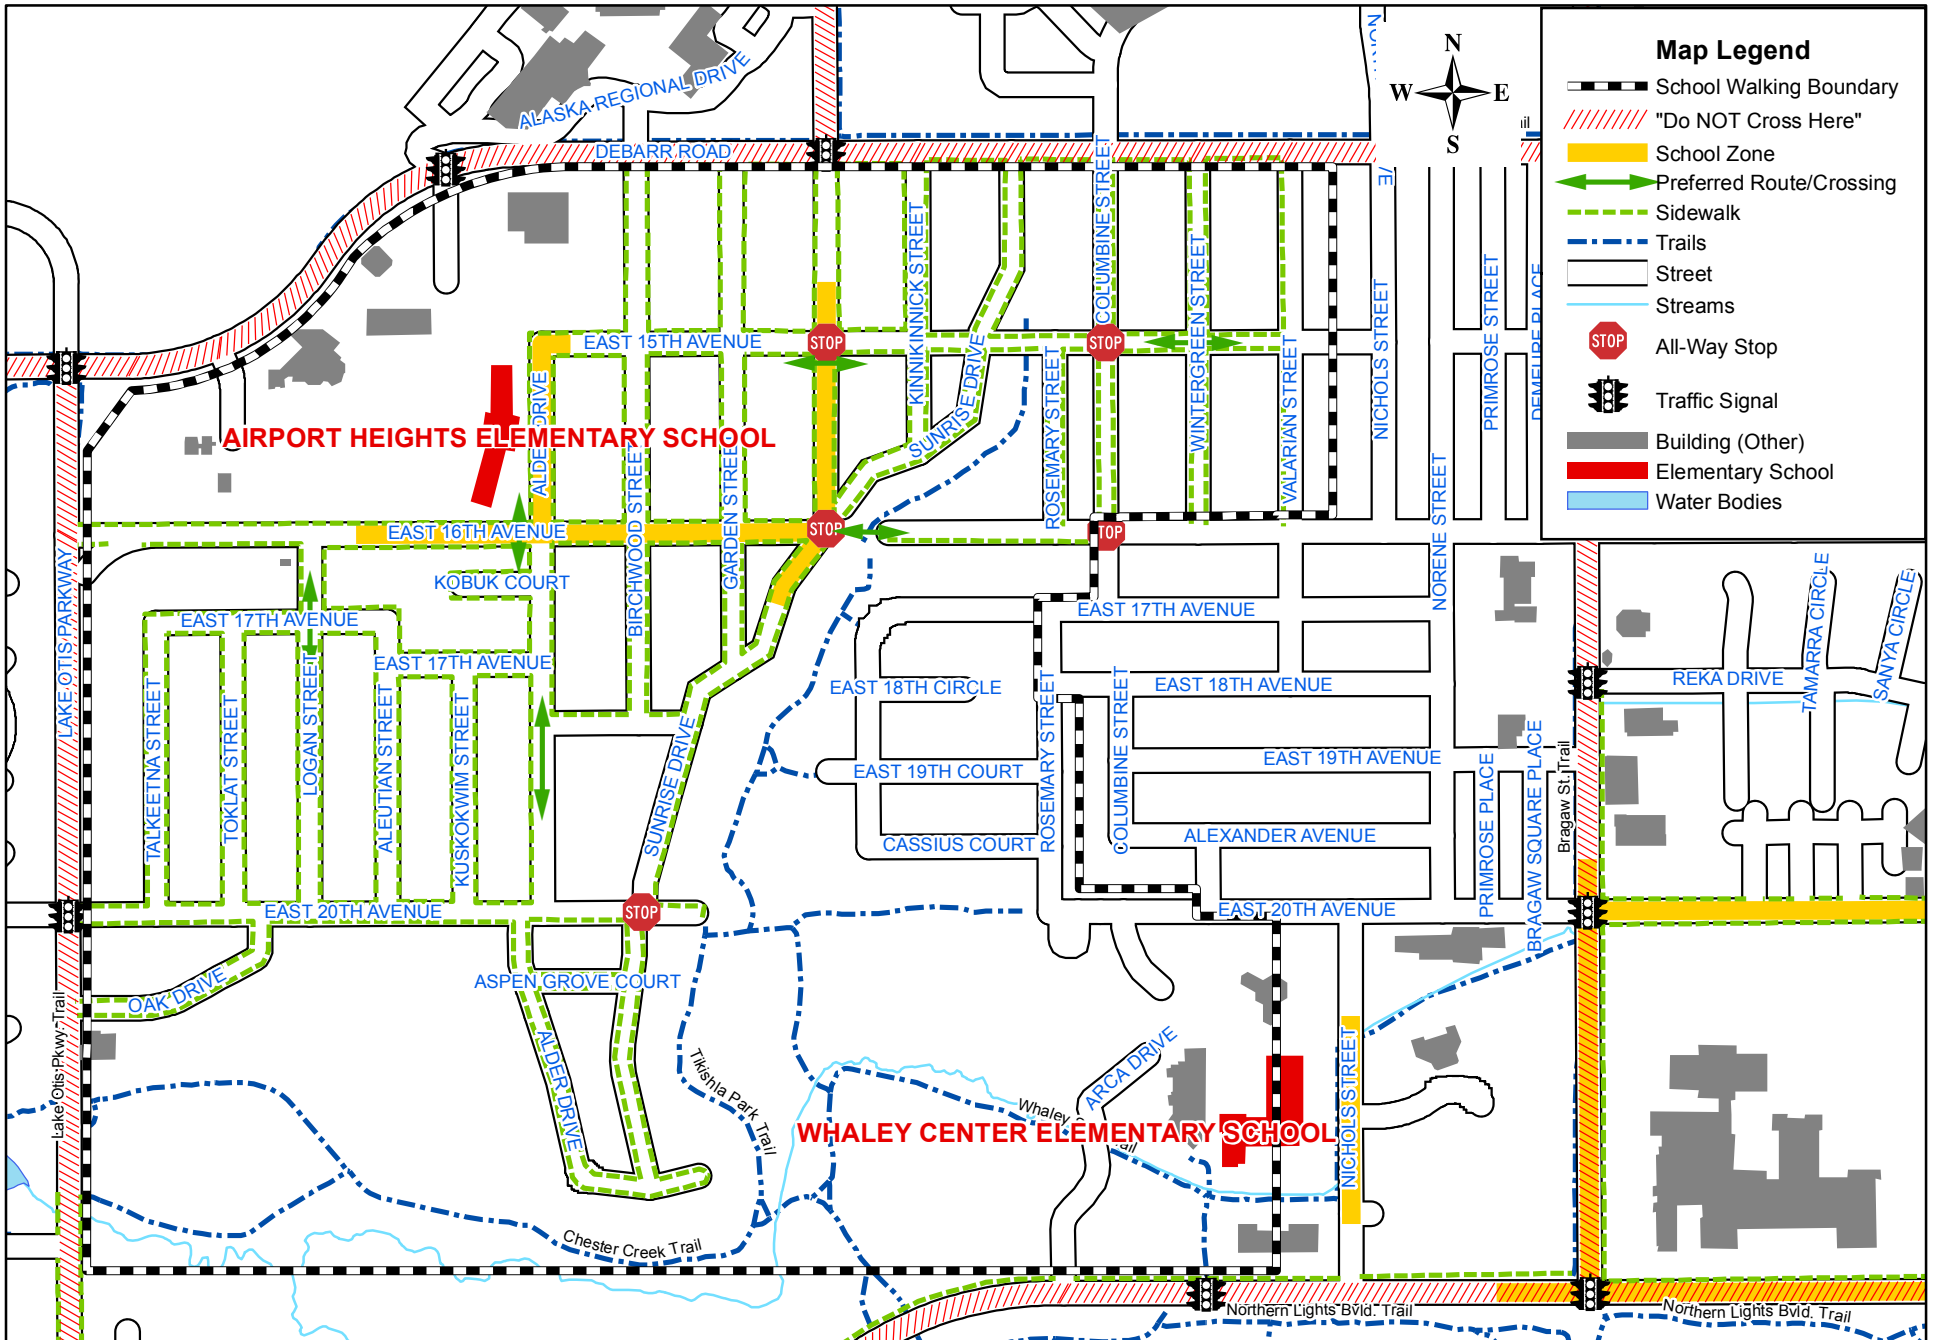 Map Legend
School Walking Boundary
"Do NOT Cross Here"
School Zone
Preferred Route/Crossing
Sidewalk
Trails
Street
Streams
STOP
All-Way Stop
Traffic Signal
Building (Other)
Elementary School
Water Bodies
N
W
E
S
ALASKA REGIONAL DRIVE
DEBARR ROAD
COLUMBINE STREET
KINNIKINNICK STREET
WINTERGREEN STREET
NICHOLS STREET
PRIMROSE STREET
DEMEURE PLACE
EAST 15TH AVENUE
STOP
STOP
SUNRISE DRIVE
ROSEMARY STREET
VALARIAN STREET
ALDER DRIVE
AIRPORT HEIGHTS ELEMENTARY SCHOOL
BIRCHWOOD STREET
GARDEN STREET
NORENE STREET
EAST 16TH AVENUE
STOP
LAKE OTIS PARKWAY
KOBUK COURT
EAST 17TH AVENUE
EAST 17TH AVENUE
EAST 17TH AVENUE
TAMARRA CIRCLE
SANYA CIRCLE
REKA DRIVE
EAST 18TH CIRCLE
EAST 18TH AVENUE
TALKEETNA STREET
TOKLAT STREET
LOGAN STREET
ALEUTIAN STREET
KUSKOKWIM STREET
SUNRISE DRIVE
ROSEMARY STREET
COLUMBINE STREET
EAST 19TH COURT
EAST 19TH AVENUE
PRIMROSE PLACE
BRAGAW SQUARE PLACE
Bragaw St. Trail
CASSIUS COURT
ALEXANDER AVENUE
EAST 20TH AVENUE
STOP
EAST 20TH AVENUE
OAK DRIVE
ASPEN GROVE COURT
ALDER DRIVE
Lake Otis Pkwy. Trail
Tikishla Park Trail
ARCA DRIVE
Whaley
WHALEY CENTER ELEMENTARY SCHOOL
NICHOLS STREET
Chester Creek Trail
Northern Lights Bvld. Trail
Northern Lights Bvld. Trail